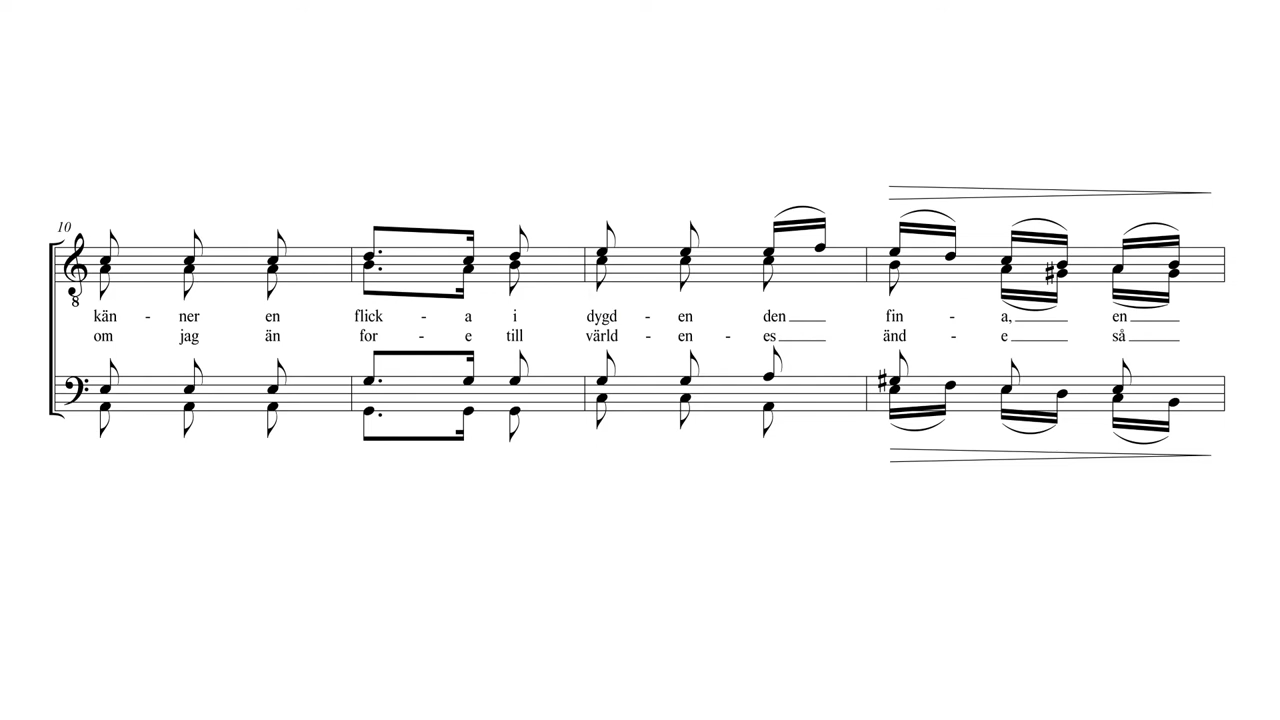 10
8
kän - ner en flick - a i dygd - en den fin - a, en
om jag än for - e till värld - en - es änd - e så